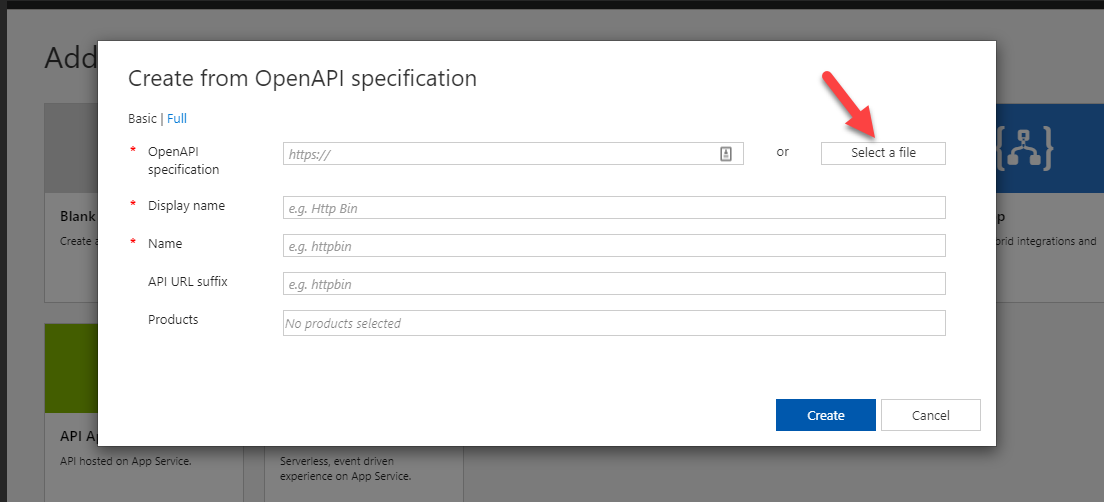 Add
Create from OpenAPI specification
Basic | Full
* OpenAPI specification
https://
or
Select a file
* Display name
e.g. Http Bin
* Name
e.g. httpbin
API URL suffix
e.g. httpbin
Products
No products selected
Create
Cancel
Blank
Create a
p
orid integrations and
API Ap
API hosted on App Service.
Serverless, event driven
experience on App Service.